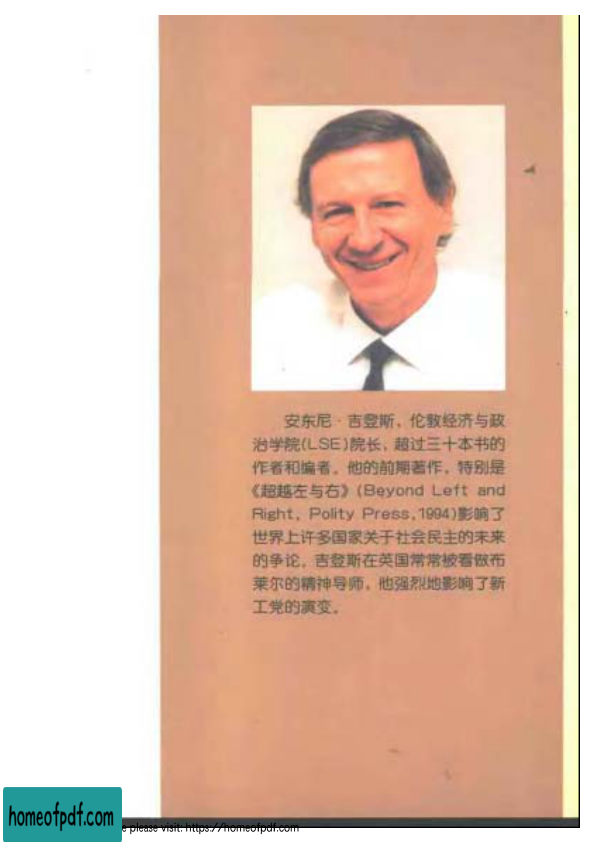 安东尼·吉登斯，伦敦经济与政
治学院(LSE)院长，超过三十本书的
作者和编者。他的前期著作，特别是
《超越左与右》(Beyond Left and
Right, Polity Press,1994)影响了
世界上许多国家关于社会民主的未来
的争论。吉登斯在英国常常被看做布
莱尔的精神导师，他强烈地影响了新
工党的演变。
homeofpdf.com
please visit: https://homeofpdf.com